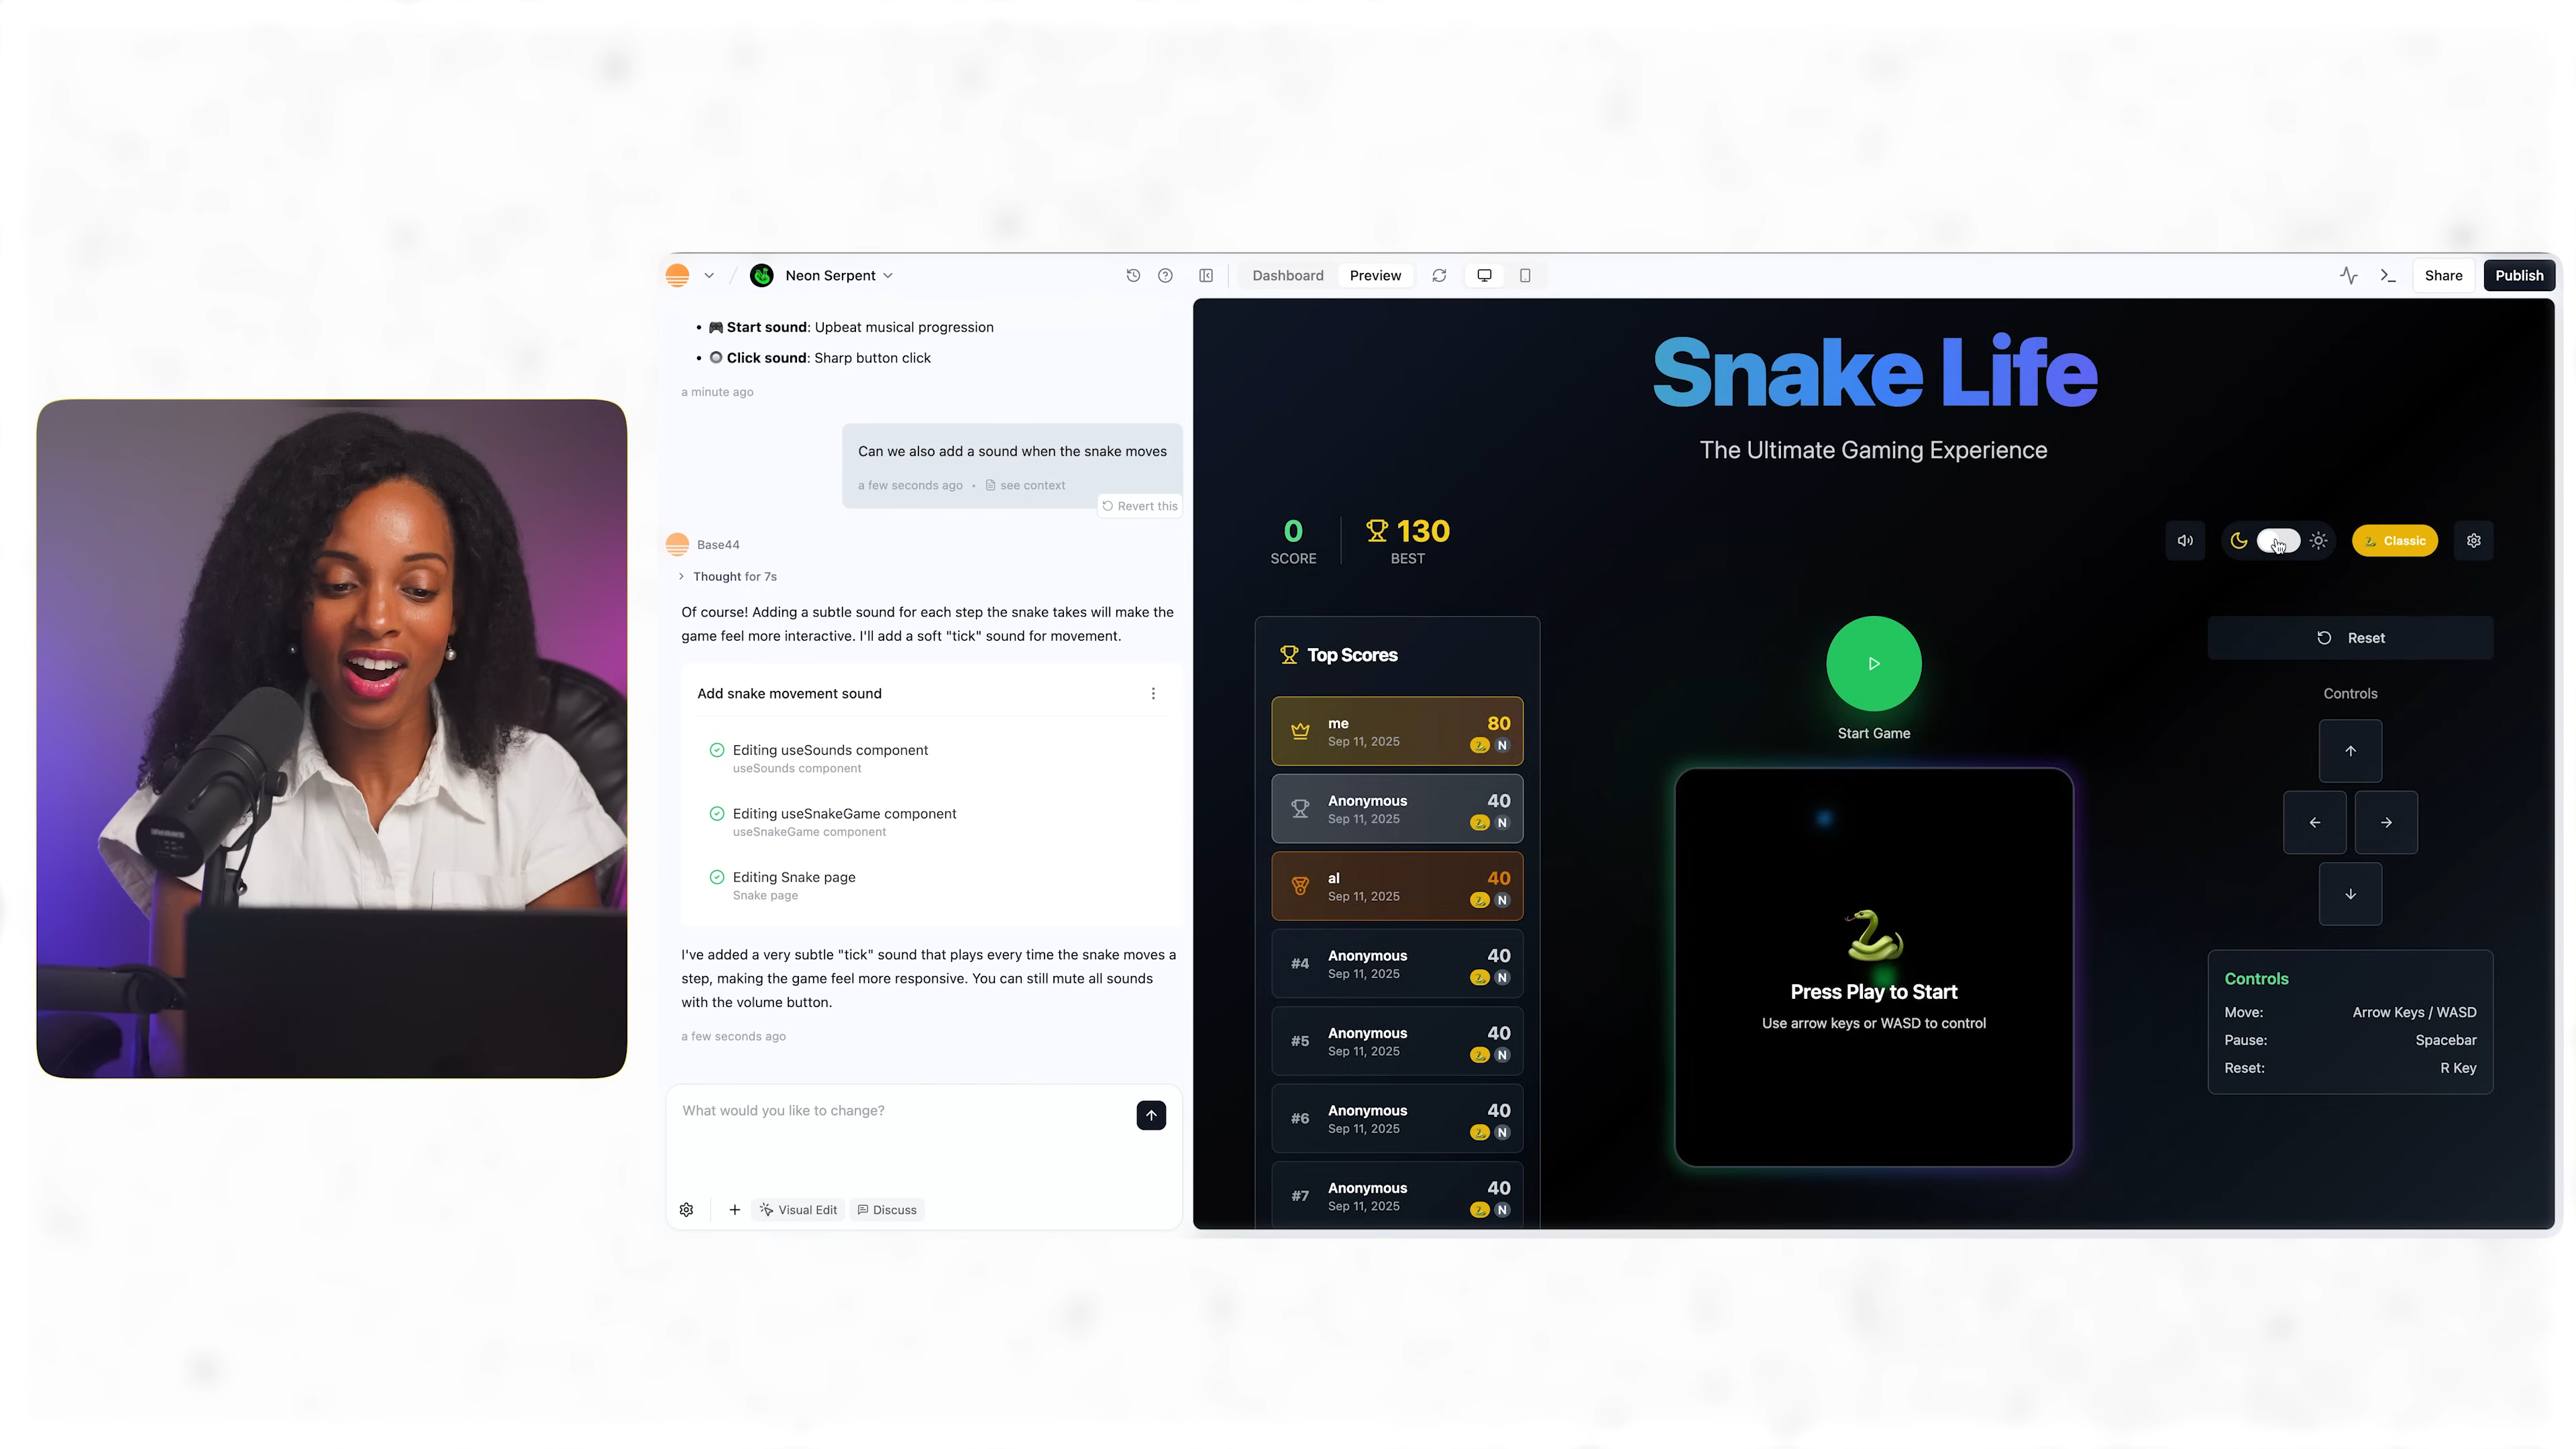 Neon Serpent
Dashboard
Preview
Share
Publish
• 🎮 Start sound: Upbeat musical progression
• 🔘 Click sound: Sharp button click
a minute ago
Can we also add a sound when the snake moves
a few seconds ago • see context
Revert this
Base44
Thought for 7s
Of course! Adding a subtle sound for each step the snake takes will make the
game feel more interactive. I'll add a soft "tick" sound for movement.
Add snake movement sound
Editing useSounds component
useSounds component
Editing useSnakeGame component
useSnakeGame component
Editing Snake page
Snake page
I've added a very subtle "tick" sound that plays every time the snake moves a
step, making the game feel more responsive. You can still mute all sounds
with the volume button.
a few seconds ago
What would you like to change?
Visual Edit
Discuss
Snake Life
The Ultimate Gaming Experience
0
SCORE
130
BEST
Classic
Top Scores
me 80
Sep 11, 2025 N
Anonymous 40
Sep 11, 2025 N
al 40
Sep 11, 2025 N
#4 Anonymous 40
Sep 11, 2025 N
#5 Anonymous 40
Sep 11, 2025 N
#6 Anonymous 40
Sep 11, 2025 N
#7 Anonymous 40
Sep 11, 2025 N
Start Game
Press Play to Start
Use arrow keys or WASD to control
Reset
Controls
Controls
Move: Arrow Keys / WASD
Pause: Spacebar
Reset: R Key